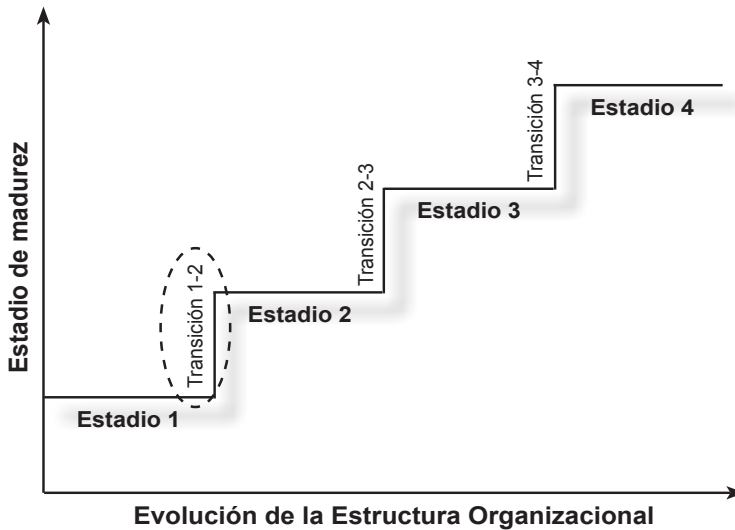 Estadio de madurez
Transición 3-4
Estadio 4
Transición 2-3
Estadio 3
Transición 1-2
Estadio 2
Estadio 1
Evolución de la Estructura Organizacional